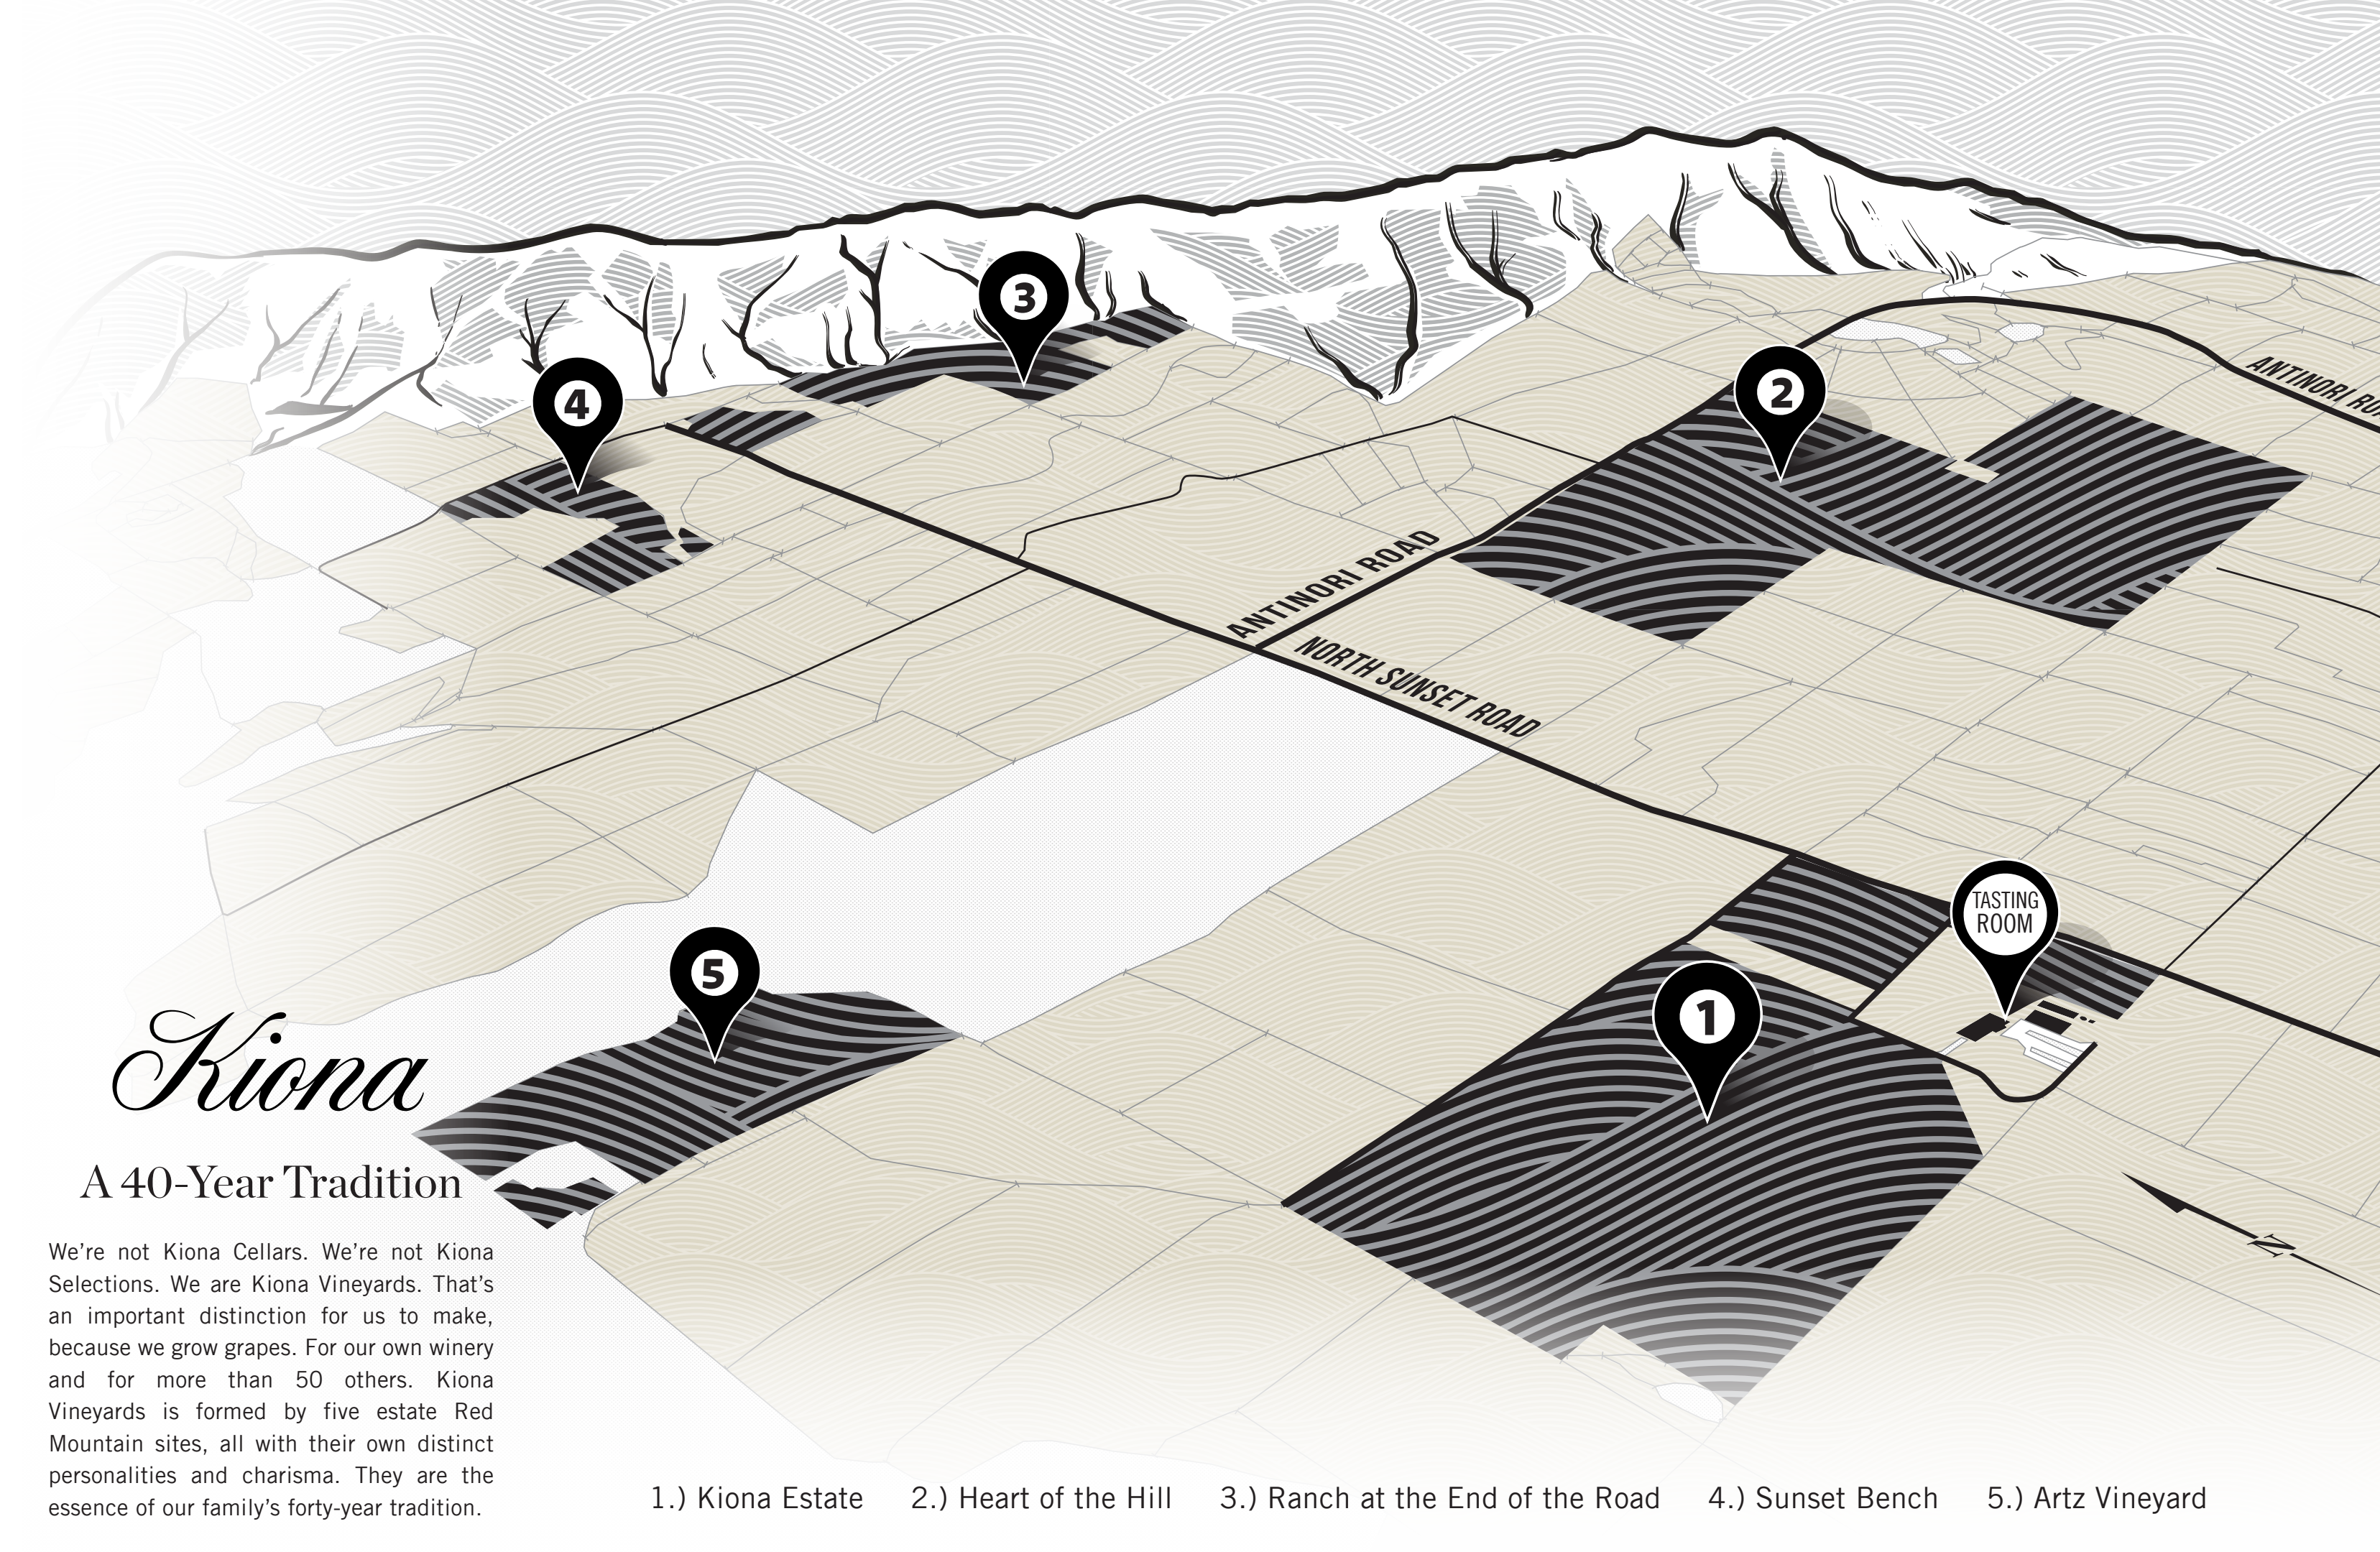 3
4
2
ANTINORI
ANTINORI ROAD
NORTH SUNSET ROAD
TASTING
ROOM
5
1
Kiona
A 40-Year Tradition
We’re not Kiona Cellars. We’re not Kiona
Selections. We are Kiona Vineyards. That’s
an important distinction for us to make,
because we grow grapes. For our own winery
and for more than 50 others. Kiona
Vineyards is formed by five estate Red
Mountain sites, all with their own distinct
personalities and charisma. They are the
essence of our family’s forty-year tradition.
N
1.) Kiona Estate 2.) Heart of the Hill 3.) Ranch at the End of the Road 4.) Sunset Bench 5.) Artz Vineyard